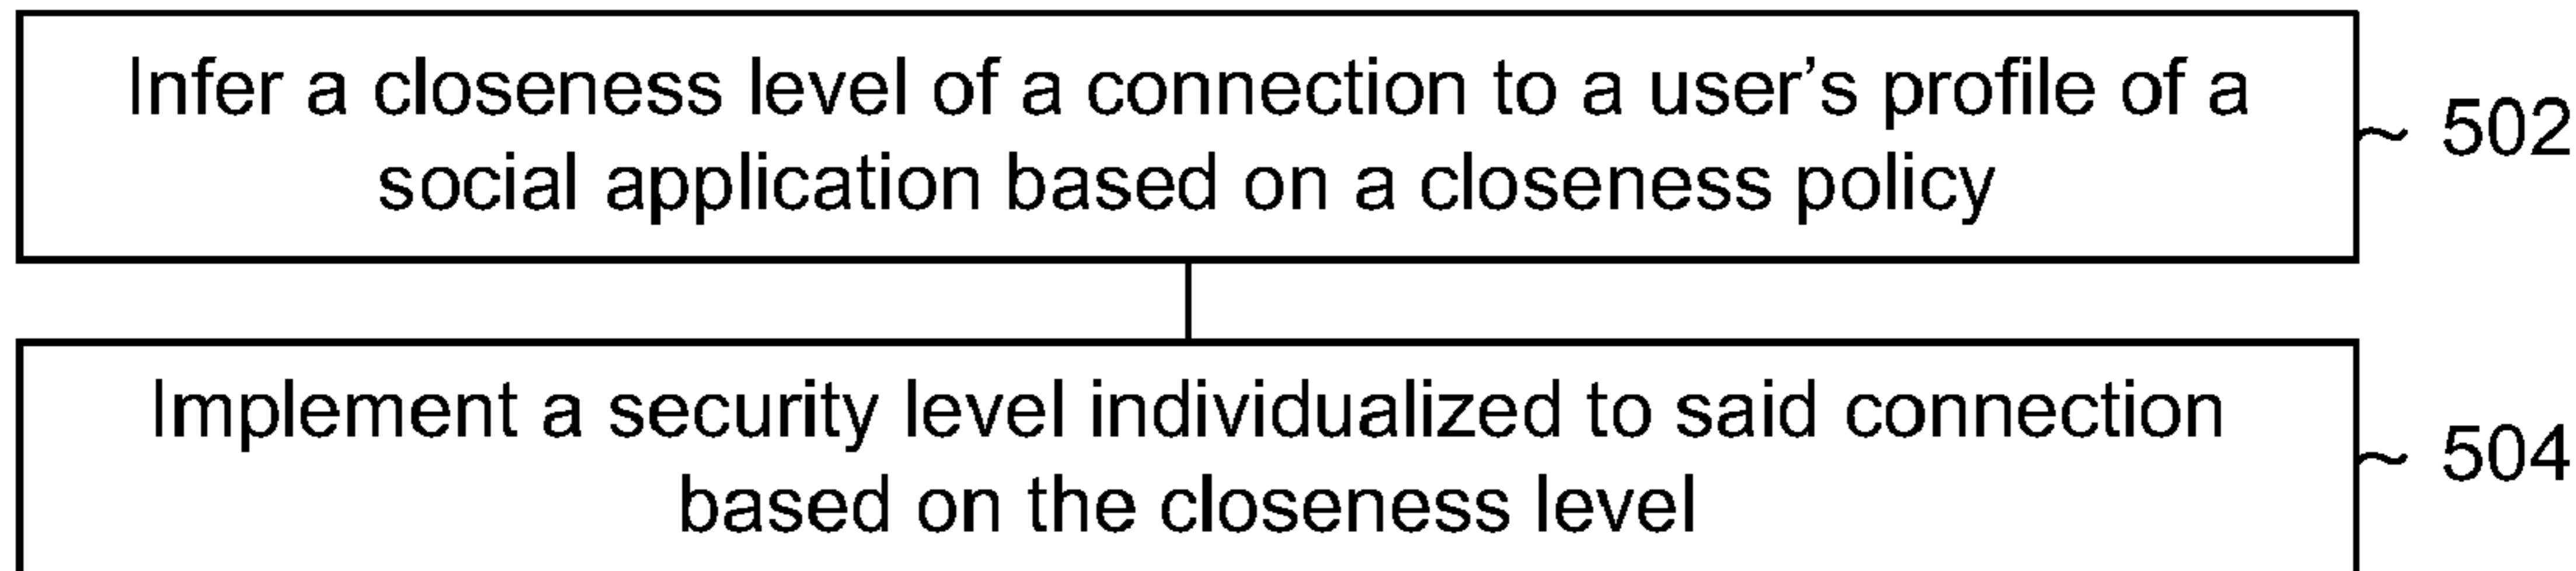 Infer a closeness level of a connection to a user’s profile of a
social application based on a closeness policy
502
Implement a security level individualized to said connection
based on the closeness level
504